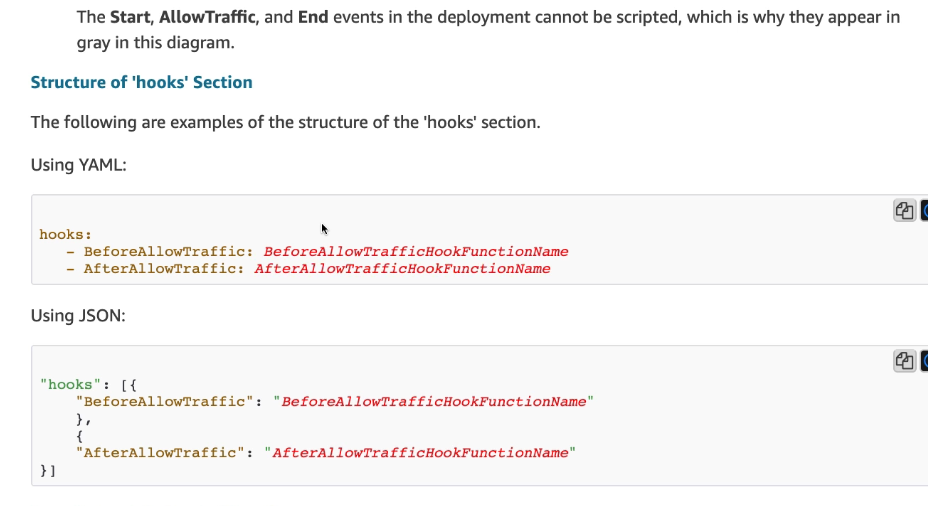 The Start, AllowTraffic, and End events in the deployment cannot be scripted, which is why they appear in
gray in this diagram.
Structure of 'hooks' Section
The following are examples of the structure of the 'hooks' section.
Using YAML:
hooks:
   - BeforeAllowTraffic: BeforeAllowTrafficHookFunctionName
   - AfterAllowTraffic: AfterAllowTrafficHookFunctionName
Using JSON:
"hooks": [{
    "BeforeAllowTraffic": "BeforeAllowTrafficHookFunctionName"
    },
    {
    "AfterAllowTraffic": "AfterAllowTrafficHookFunctionName"
}]